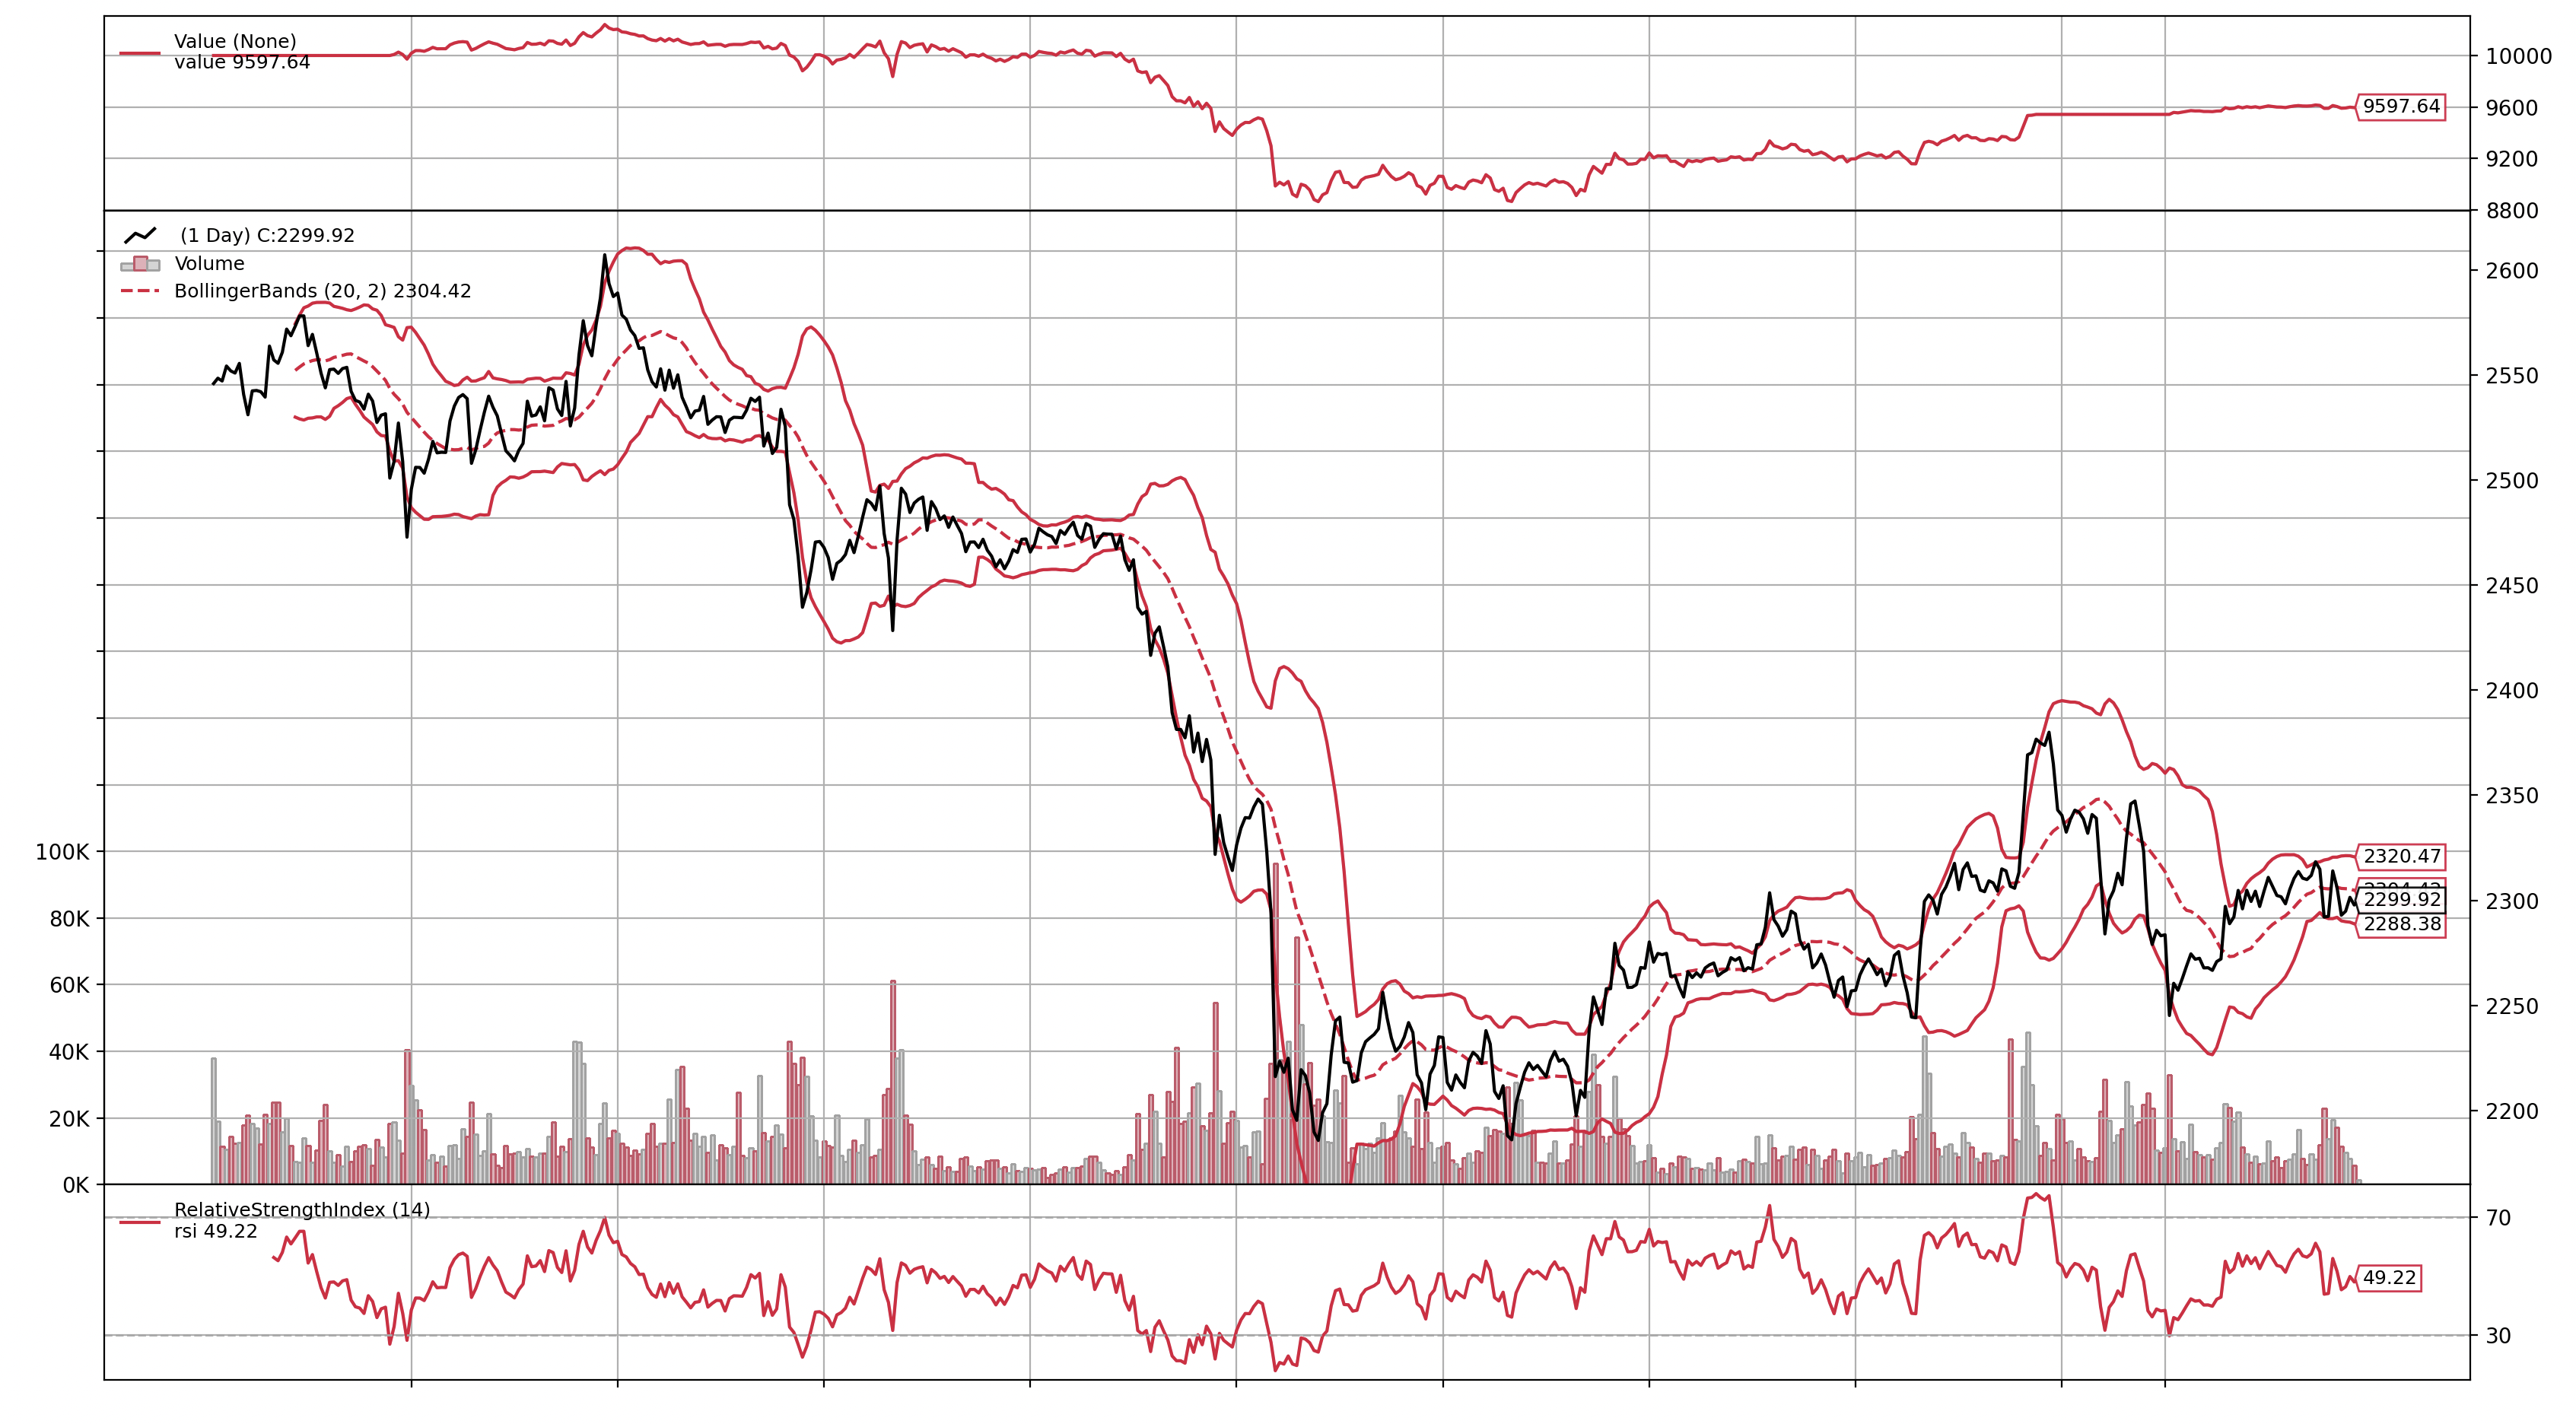 Value (None)
value 9597.64
10000
9600
9200
8800
9597.64
(1 Day) C:2299.92
Volume
BollingerBands (20, 2) 2304.42
2600
2550
2500
2450
2400
2350
2300
2250
2200
100K
80K
60K
40K
20K
0K
2320.47
2299.92
2288.38
RelativeStrengthIndex (14)
rsi 49.22
70
30
49.22